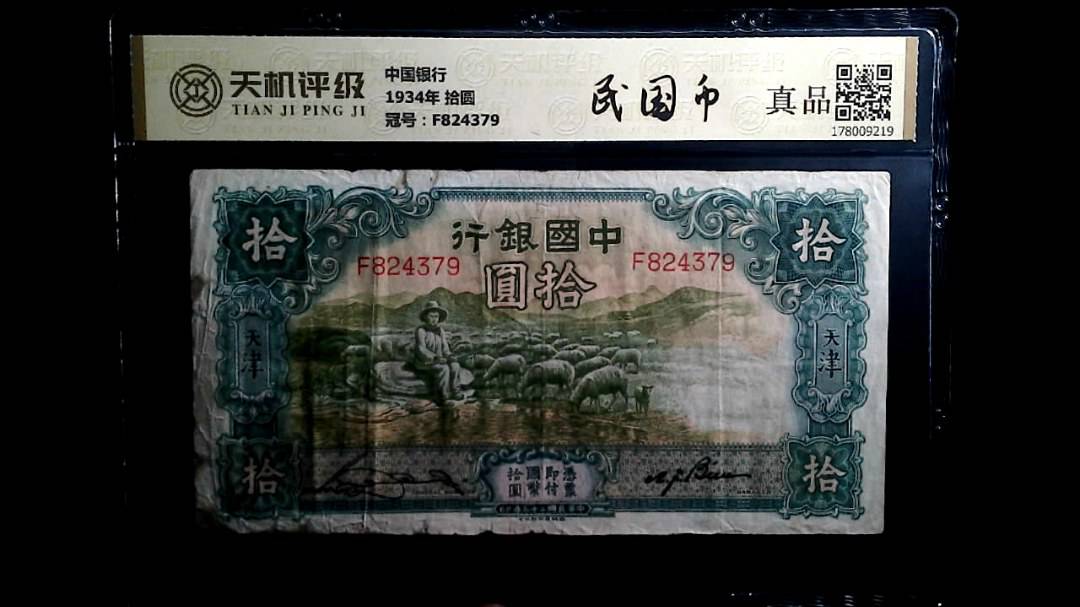 天机评级
TIAN JI PING JI
中国银行
1934年 拾圆
冠号：F824379
民国币
真品
178009219
行銀國中
F824379
F824379
圓拾
拾
拾
天津
天津
拾
拾
憑票
即付
國幣
拾圓